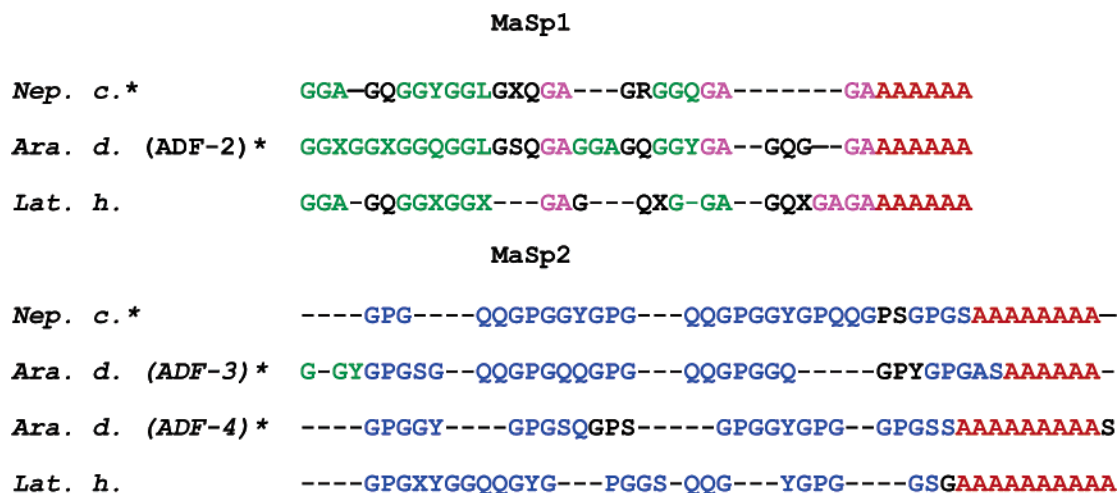 MaSp1
Nep. c.* GGA—GQGGYGGLGXQGA---GRGGQGA-------GAAAAAAA
Ara. d. (ADF-2)* GGXGGXGGQGGLGSQGAGGAGQGGYGA--GQG--GAAAAAAA
Lat. h. GGA-GQGGXGGX---GAG---QXG-GA--GQXGAGAAAAAAA
MaSp2
Nep. c.* ----GPG----QQGPGGYGPG---QQGPGGYGPQQGPSGPGSAAAAAAAA-
Ara. d. (ADF-3)* G-GYGPGSG--QQGPGQQGPG---QQGPGGQ-----GPYGPGASAAAAAA-
Ara. d. (ADF-4)* ----GPGGY----GPGSQGPS-----GPGGYGPG--GPGSSAAAAAAAAAS
Lat. h. ----GPGXYGGQQGYG---PGGS-QQG---YGPG----GSGAAAAAAAAAA